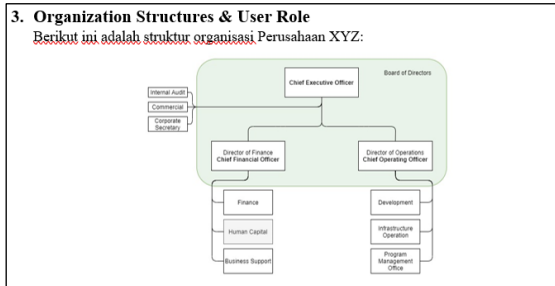 3. Organization Structures & User Role
Berikut ini adalah struktur organisasi Perusahaan XYZ:
Board of Directors
Chief Executive Officer
Internal Audit
Commercial
Corporate
Secretary
Director of Finance
Chief Financial Officer
Director of Operations
Chief Operating Officer
Finance
Human Capital
Business Support
Development
Infrastructure
Operation
Program
Management
Office